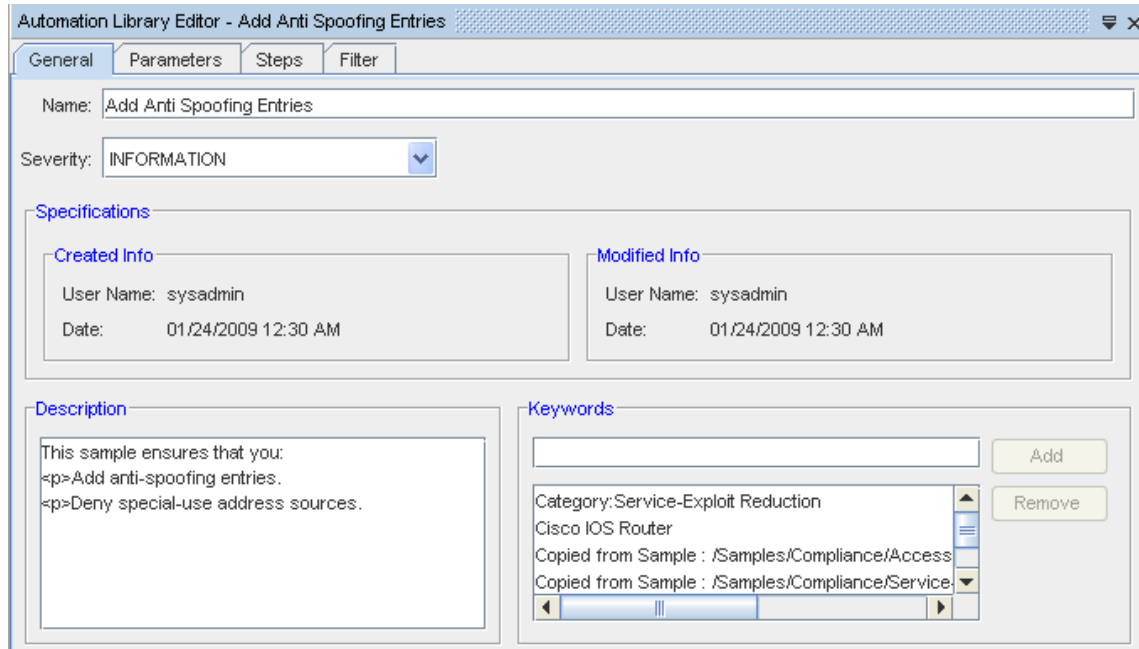 Automation Library Editor - Add Anti Spoofing Entries
General Parameters Steps Filter
Name: Add Anti Spoofing Entries
Severity: INFORMATION
Specifications
Created Info
User Name: sysadmin
Date: 01/24/2009 12:30 AM
Modified Info
User Name: sysadmin
Date: 01/24/2009 12:30 AM
Description
This sample ensures that you:
<p>Add anti-spoofing entries.
<p>Deny special-use address sources.
Keywords
Add
Category:Service-Exploit Reduction
Cisco IOS Router
Copied from Sample : /Samples/Compliance/Access
Copied from Sample : /Samples/Compliance/Service-
Remove